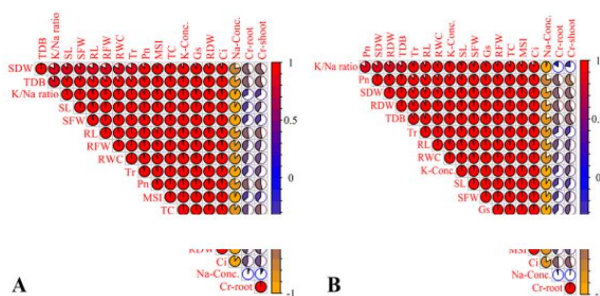 TDB K/Na ratio SL SFW RL RFW RWC Tr Pn MSI TC K-Conc. Gs RDW Ci Na-Conc. Cr-root Cr-shoot
SDW
TDB
K/Na ratio
SL
SFW
RL
RFW
RWC
Tr
Pn
MSI
TC
RDW
Ci
Na-Conc.
Cr-root
1
0.5
0
-1
A
Pn SDW RDW TDB Tr RL RWC K-Conc. SL SFW Gs RFW TC MSI Ci Na-Conc. Cr-root Cr-shoot
K/Na ratio
Pn
SDW
RDW
TDB
Tr
RL
RWC
K-Conc.
SL
SFW
Gs
MSI
Ci
Na-Conc.
Cr-root
1
0.5
0
-1
B